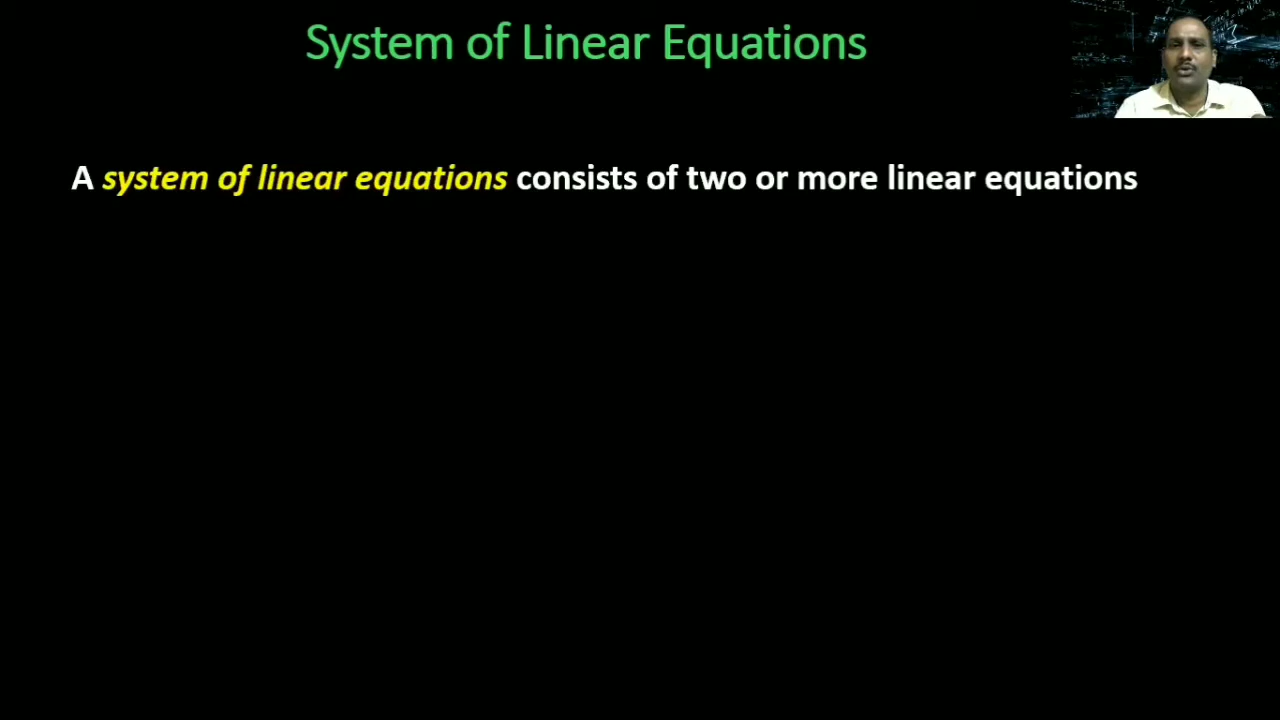 System of Linear Equations
A system of linear equations consists of two or more linear equations